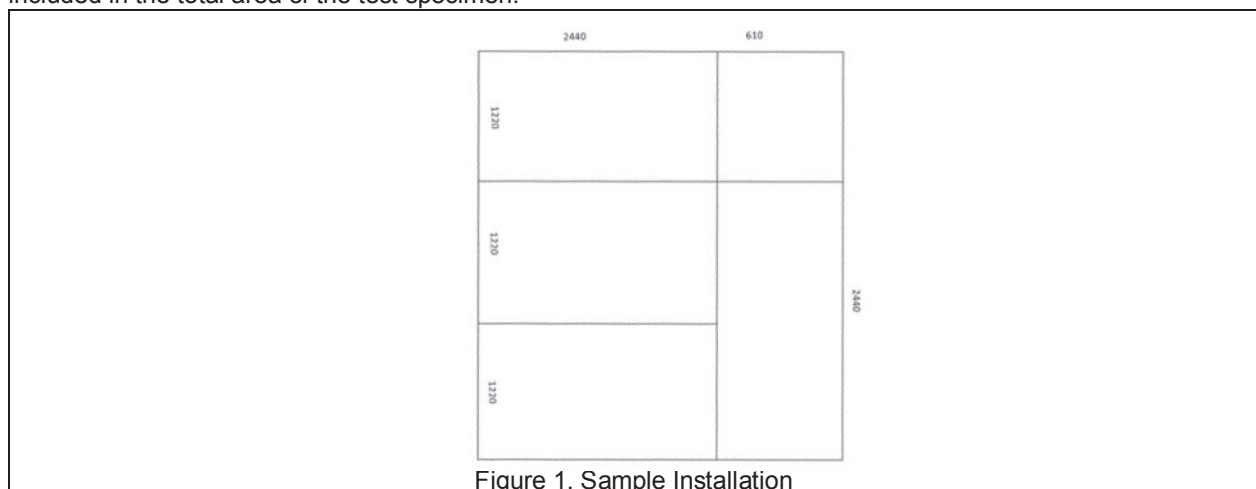 included in the total area of the test specimen.
2440 610
1220
1220
2440
1220
Figure 1. Sample Installation